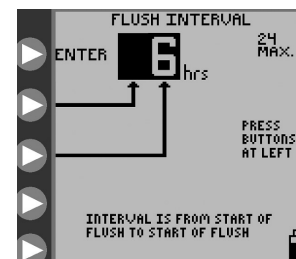 FLUSH INTERVAL
24
MAX.
ENTER 6 hrs
PRESS
BUTTONS
AT LEFT
INTERVAL IS FROM START OF
FLUSH TO START OF FLUSH